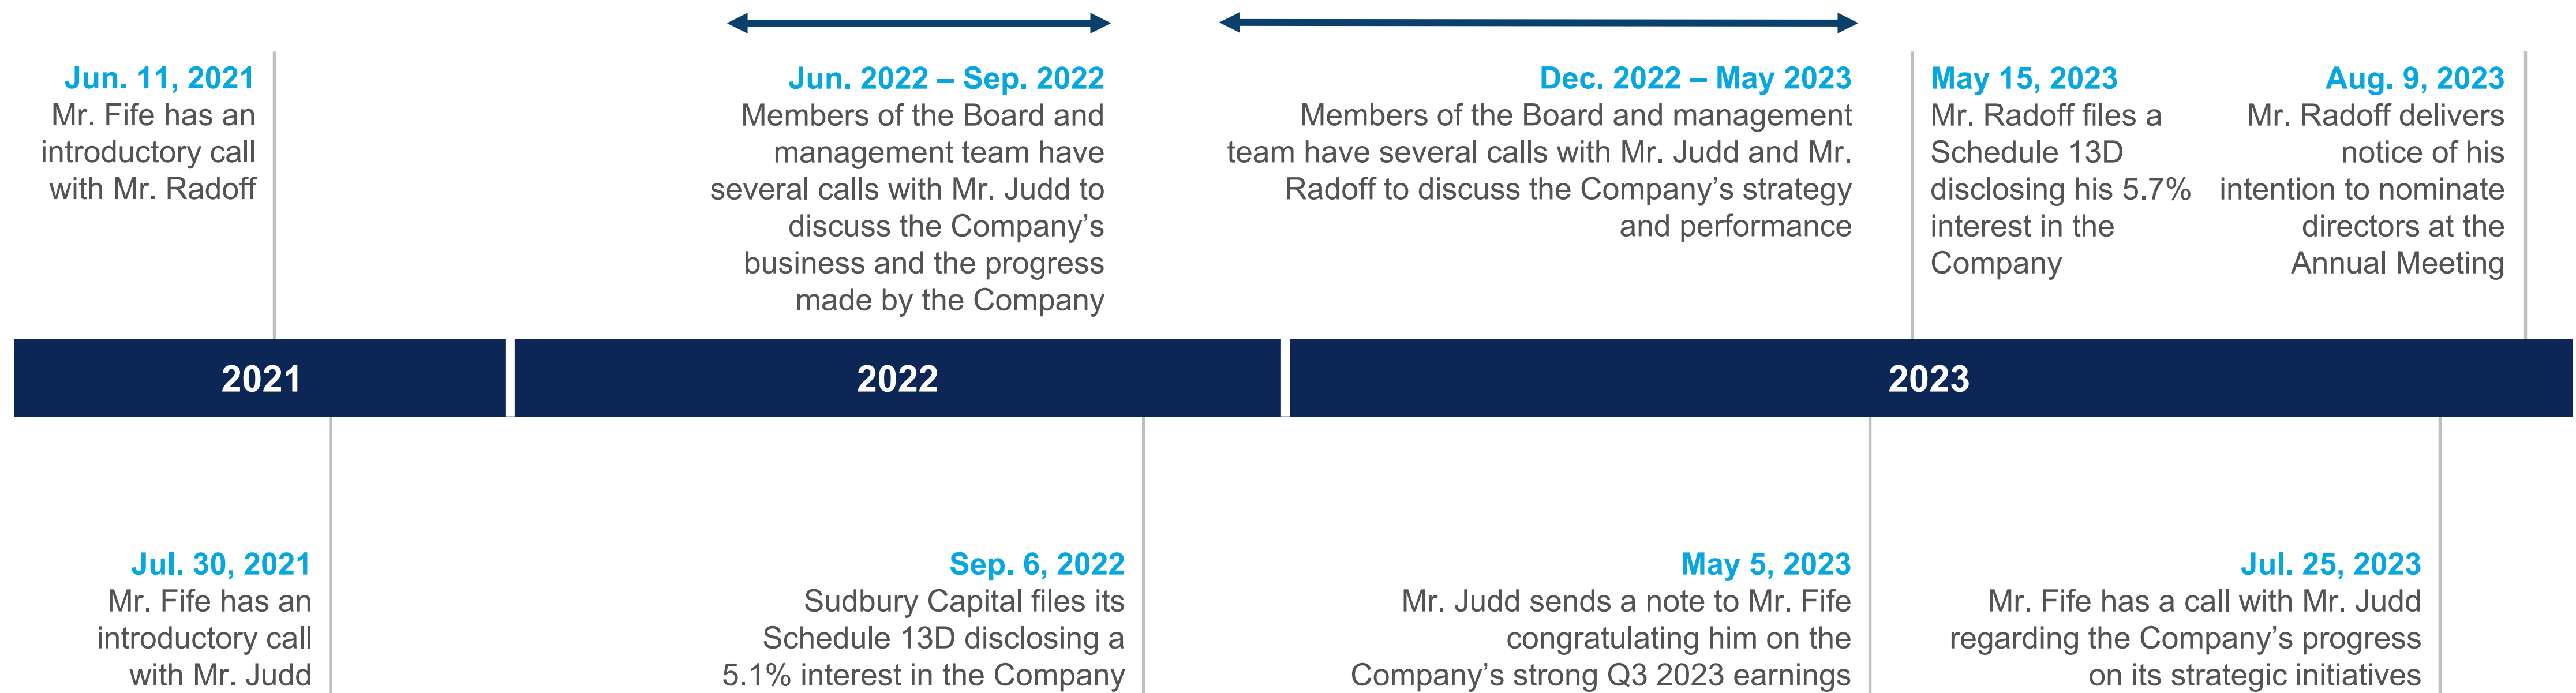 Jun. 11, 2021
Mr. Fife has an
introductory call
with Mr. Radoff
Jun. 2022 – Sep. 2022
Members of the Board and
management team have
several calls with Mr. Judd to
discuss the Company’s
business and the progress
made by the Company
Dec. 2022 – May 2023
Members of the Board and management
team have several calls with Mr. Judd and Mr.
Radoff to discuss the Company’s strategy
and performance
May 15, 2023
Mr. Radoff files a
Schedule 13D
disclosing his 5.7%
interest in the
Company
Aug. 9, 2023
Mr. Radoff delivers
notice of his
intention to nominate
directors at the
Annual Meeting
2021
2022
2023
Jul. 30, 2021
Mr. Fife has an
introductory call
with Mr. Judd
Sep. 6, 2022
Sudbury Capital files its
Schedule 13D disclosing a
5.1% interest in the Company
May 5, 2023
Mr. Judd sends a note to Mr. Fife
congratulating him on the
Company’s strong Q3 2023 earnings
Jul. 25, 2023
Mr. Fife has a call with Mr. Judd
regarding the Company’s progress
on its strategic initiatives